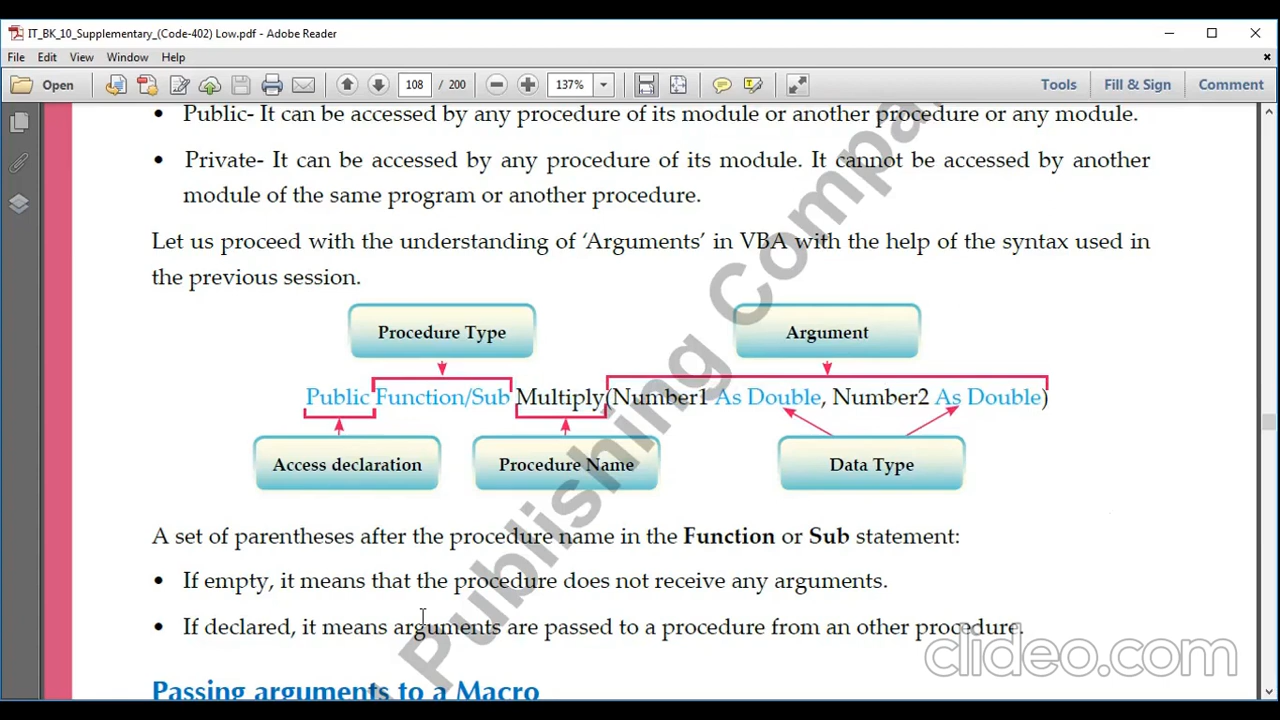 IT_BK_10_Supplementary_(Code-402) Low.pdf - Adobe Reader
File Edit View Window Help
Open 108 / 200 137% Tools Fill & Sign Comment
• Public- It can be accessed by any procedure of its module or another procedure or any module.
• Private- It can be accessed by any procedure of its module. It cannot be accessed by another
module of the same program or another procedure.
Let us proceed with the understanding of ‘Arguments’ in VBA with the help of the syntax used in
the previous session.
Procedure Type Argument
Public Function/Sub Multiply(Number1 As Double, Number2 As Double)
Access declaration Procedure Name Data Type
A set of parentheses after the procedure name in the Function or Sub statement:
• If empty, it means that the procedure does not receive any arguments.
• If declared, it means arguments are passed to a procedure from an other procedure.
Passing arguments to a Macro
Publishing Compa
clideo.com